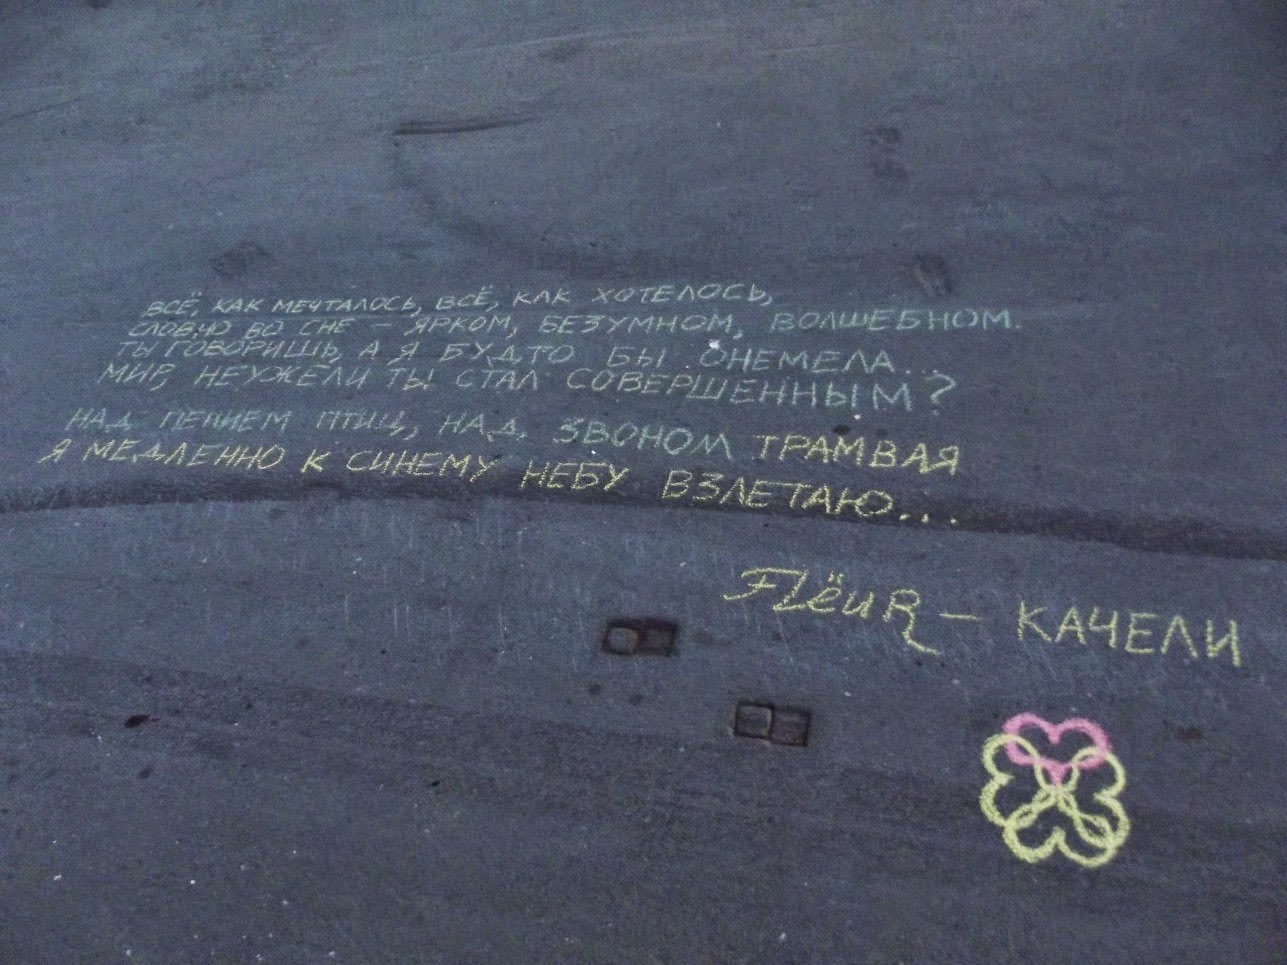 ВСЁ, КАК МЕЧТАЛОСЬ, ВСЁ, КАК ХОТЕЛОСЬ,
СЛОВНО ВО СНЕ – ЯРКОМ, БЕЗУМНОМ, ВОЛШЕБНОМ.
ТЫ ГОВОРИШЬ, А Я БУДТО БЫ ОНЕМЕЛА...
МИР, НЕУЖЕЛИ ТЫ СТАЛ СОВЕРШЕННЫМ?
НАД ПЕНИЕМ ПТИЦ, НАД ЗВОНОМ ТРАМВАЯ
Я МЕДЛЕННО К СИНЕМУ НЕБУ ВЗЛЕТАЮ...
Flëur – КАЧЕЛИ